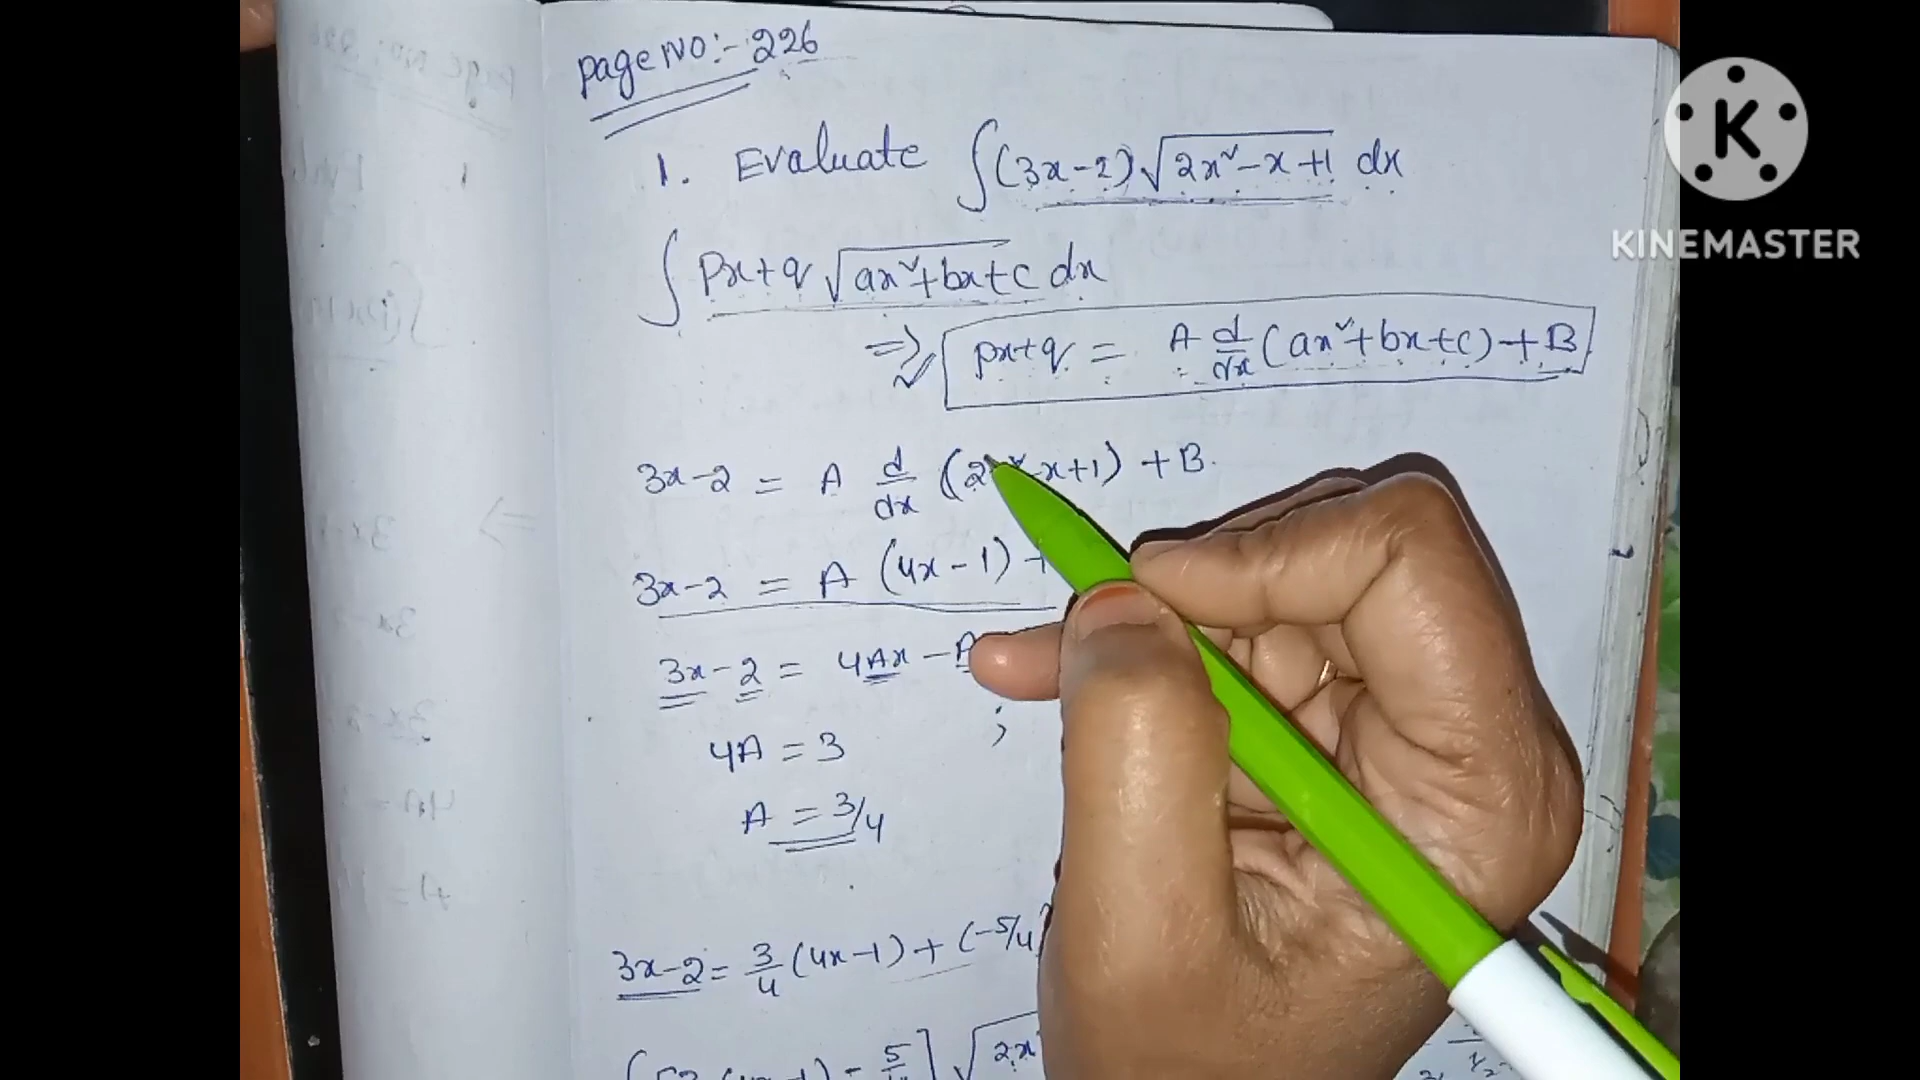 page NO:- 226
1. Evaluate ∫(3x-2)√2x²-x+1 dx
∫ Px+q √ax²+bx+c dx
⇒ px+q = A d/dx (ax²+bx+c)+B
3x-2 = A d/dx (2x²-x+1) +B.
3x-2 = A (4x-1) +
3x-2 = 4Ax -A
4A = 3 ;
A = 3/4
3x-2 = 3/4 (4x-1) + (-5/4)
K
KINEMASTER